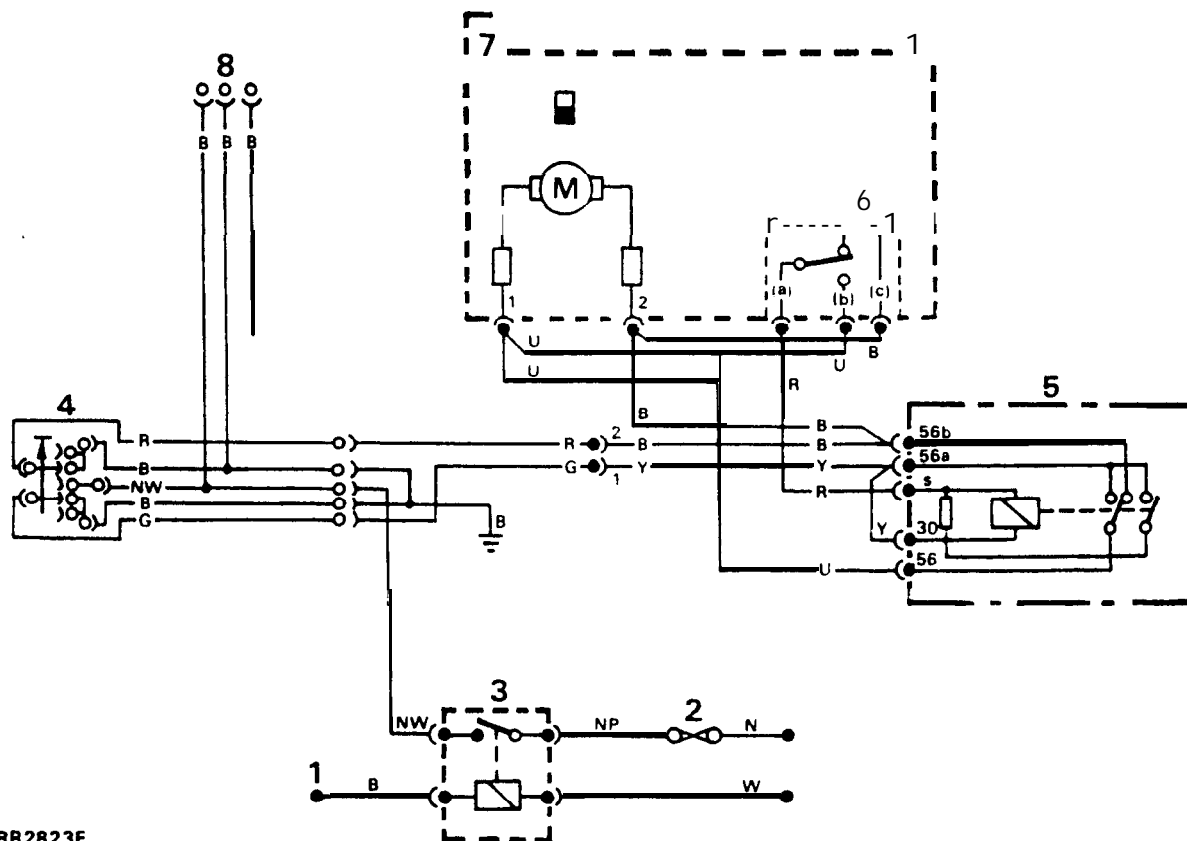 7 1
8
B B B
M
6
1
1 2 (a) (b) (c)
U B
U U
R
5
4
R R 2 B B 56b
B B B
NW G 1 Y Y 56a
B R s
G B Y 30
U 56
3
NW NP 2 N
1 B W
RR2823E